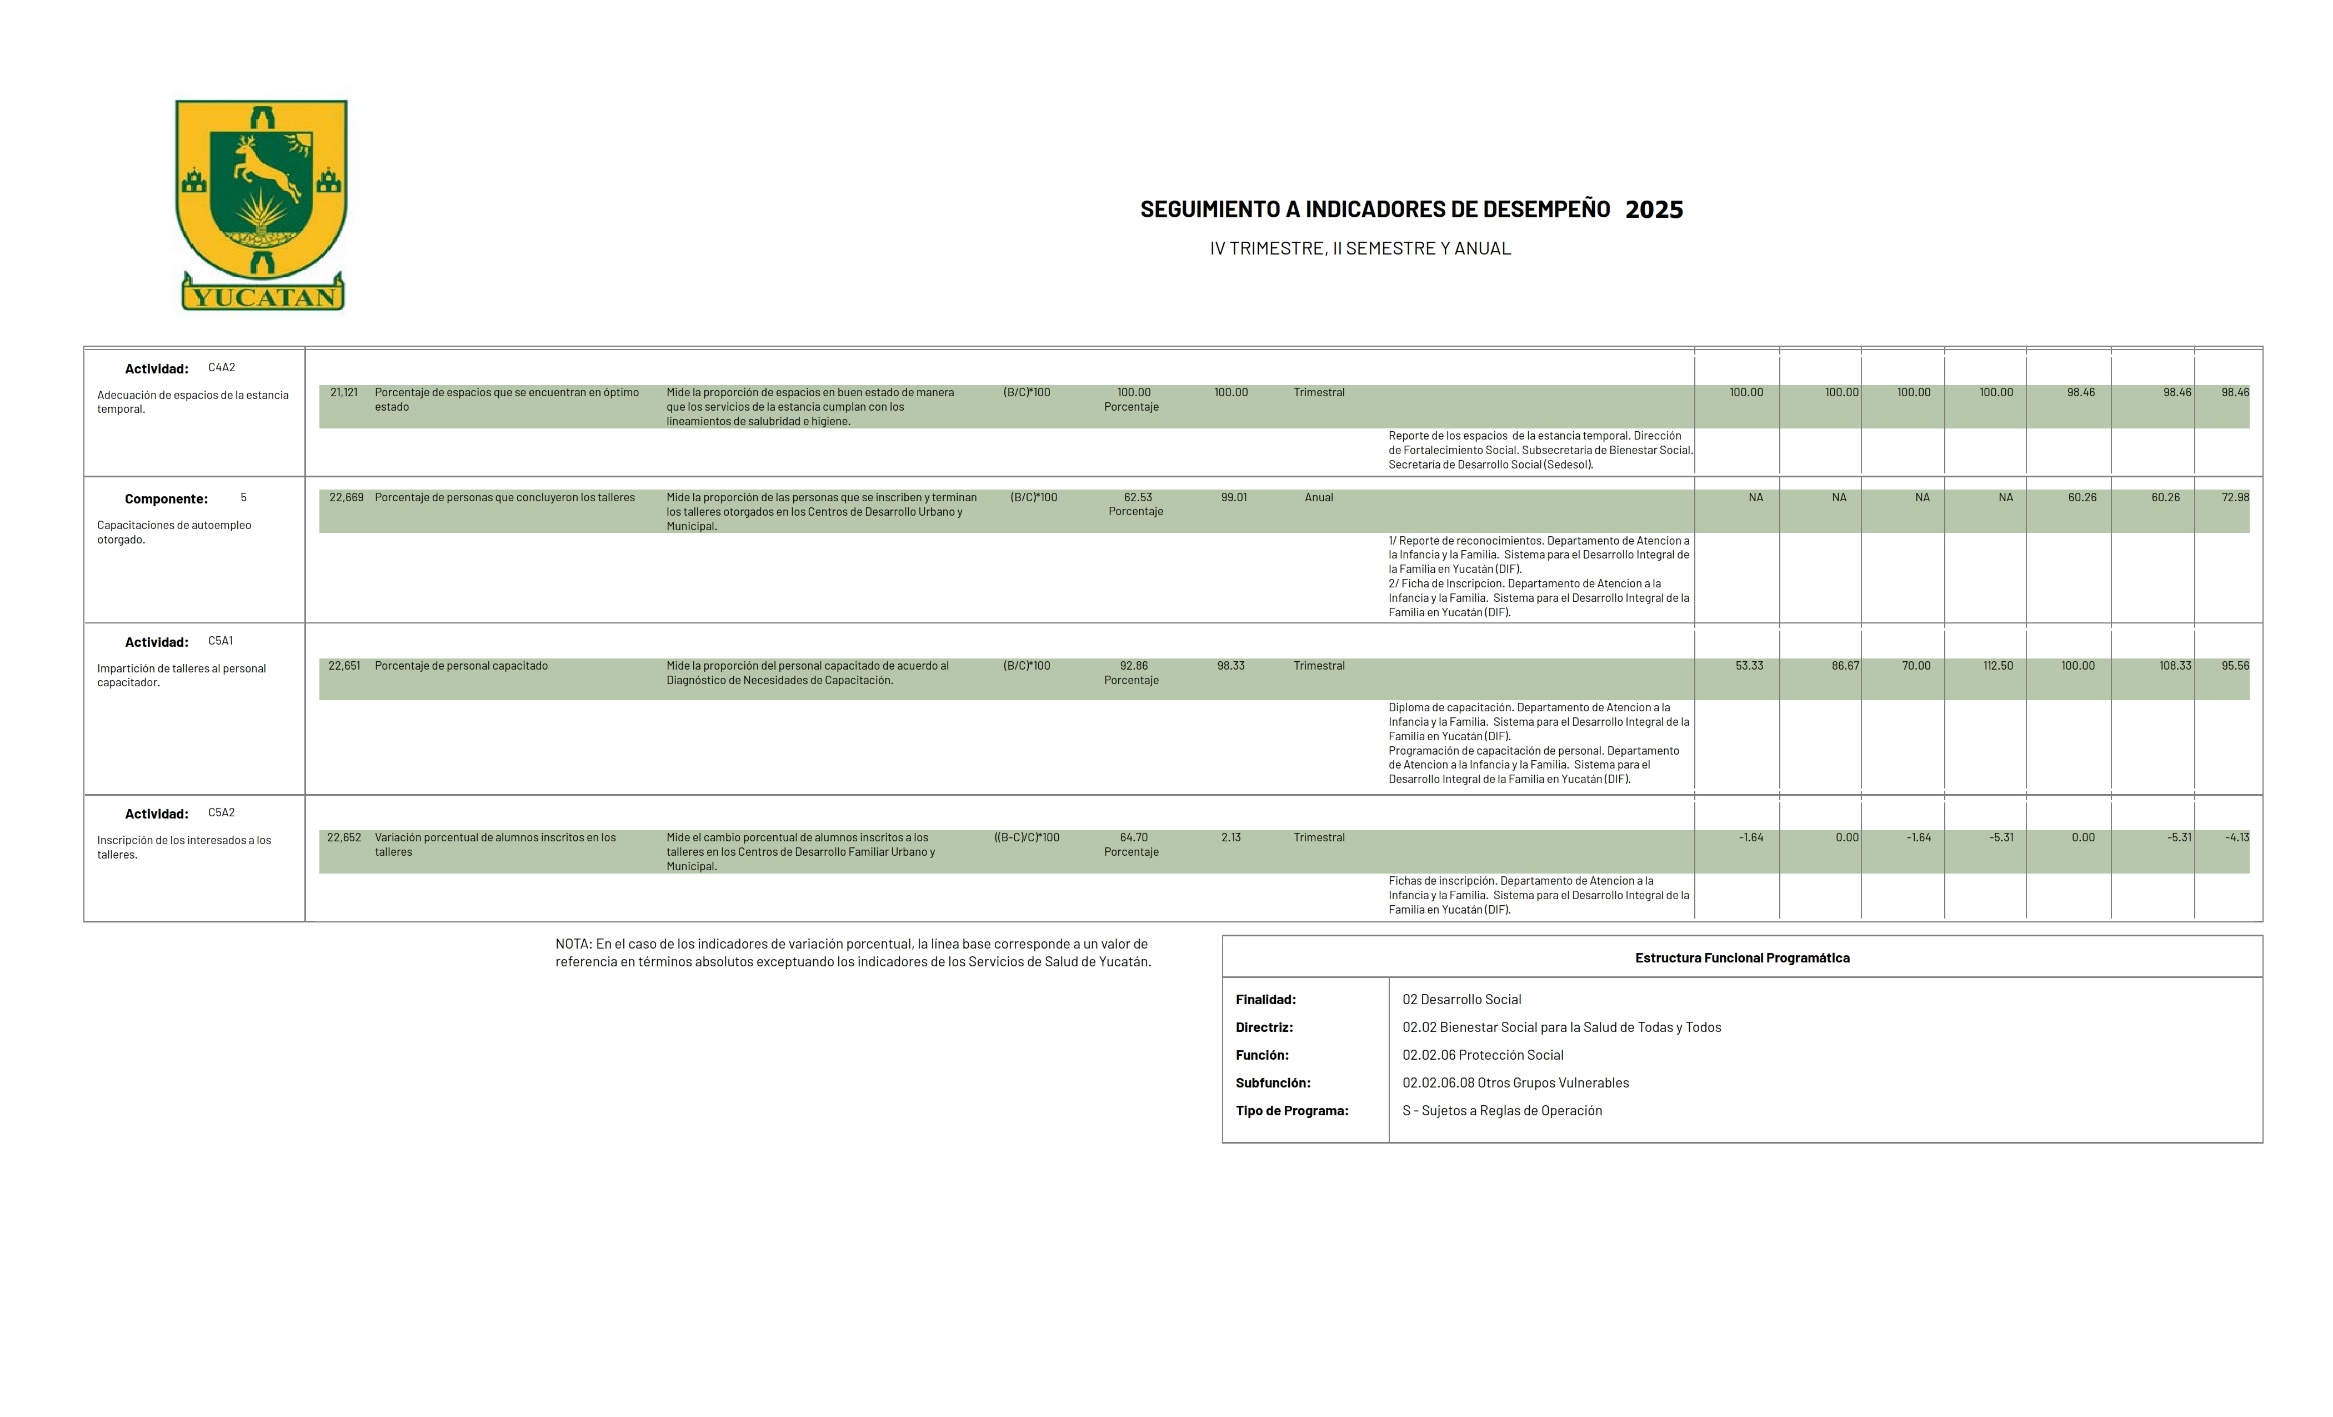 YUCATAN
SEGUIMIENTO A INDICADORES DE DESEMPEÑO 2025
IV TRIMESTRE, II SEMESTRE Y ANUAL
Actividad: C4A2
Adecuación de espacios de la estancia
temporal.
21,121 Porcentaje de espacios que se encuentran en óptimo
estado
Mide la proporción de espacios en buen estado de manera
que los servicios de la estancia cumplan con los
lineamientos de salubridad e higiene.
(B/C)*100
100.00
Porcentaje
100.00 Trimestral
100.00 100.00 100.00 100.00 98.46 98.46 98.46
Reporte de los espacios de la estancia temporal. Dirección
de Fortalecimiento Social. Subsecretaria de Bienestar Social.
Secretaría de Desarrollo Social (Sedesol).
Componente: 5
Capacitaciones de autoempleo
otorgado.
22,669 Porcentaje de personas que concluyeron los talleres
Mide la proporción de las personas que se inscriben y terminan
los talleres otorgados en los Centros de Desarrollo Urbano y
Municipal.
(B/C)*100
62.53
Porcentaje
99.01 Anual
NA NA NA NA 60.26 60.26 72.98
1/ Reporte de reconocimientos. Departamento de Atencion a
la Infancia y la Familia. Sistema para el Desarrollo Integral de
la Familia en Yucatán (DIF).
2/ Ficha de Inscripcion. Departamento de Atencion a la
Infancia y la Familia. Sistema para el Desarrollo Integral de la
Familia en Yucatán (DIF).
Actividad: C5A1
Impartición de talleres al personal
capacitador.
22,651 Porcentaje de personal capacitado
Mide la proporción del personal capacitado de acuerdo al
Diagnóstico de Necesidades de Capacitación.
(B/C)*100
92.86
Porcentaje
98.33 Trimestral
53.33 86.67 70.00 112.50 100.00 108.33 95.56
Diploma de capacitación. Departamento de Atencion a la
Infancia y la Familia. Sistema para el Desarrollo Integral de la
Familia en Yucatán (DIF).
Programación de capacitación de personal. Departamento
de Atencion a la Infancia y la Familia. Sistema para el
Desarrollo Integral de la Familia en Yucatán (DIF).
Actividad: C5A2
Inscripción de los interesados a los
talleres.
22,652 Variación porcentual de alumnos inscritos en los
talleres
Mide el cambio porcentual de alumnos inscritos a los
talleres en los Centros de Desarrollo Familiar Urbano y
Municipal.
((B-C)/C)*100
64.70
Porcentaje
2.13 Trimestral
-1.64 0.00 -1.64 -5.31 0.00 -5.31 -4.13
Fichas de inscripción. Departamento de Atencion a la
Infancia y la Familia. Sistema para el Desarrollo Integral de la
Familia en Yucatán (DIF).
NOTA: En el caso de los indicadores de variación porcentual, la línea base corresponde a un valor de
referencia en términos absolutos exceptuando los indicadores de los Servicios de Salud de Yucatán.
Estructura Funcional Programática
Finalidad: 02 Desarrollo Social
Directriz: 02.02 Bienestar Social para la Salud de Todas y Todos
Función: 02.02.06 Protección Social
Subfunción: 02.02.06.08 Otros Grupos Vulnerables
Tipo de Programa: S - Sujetos a Reglas de Operación